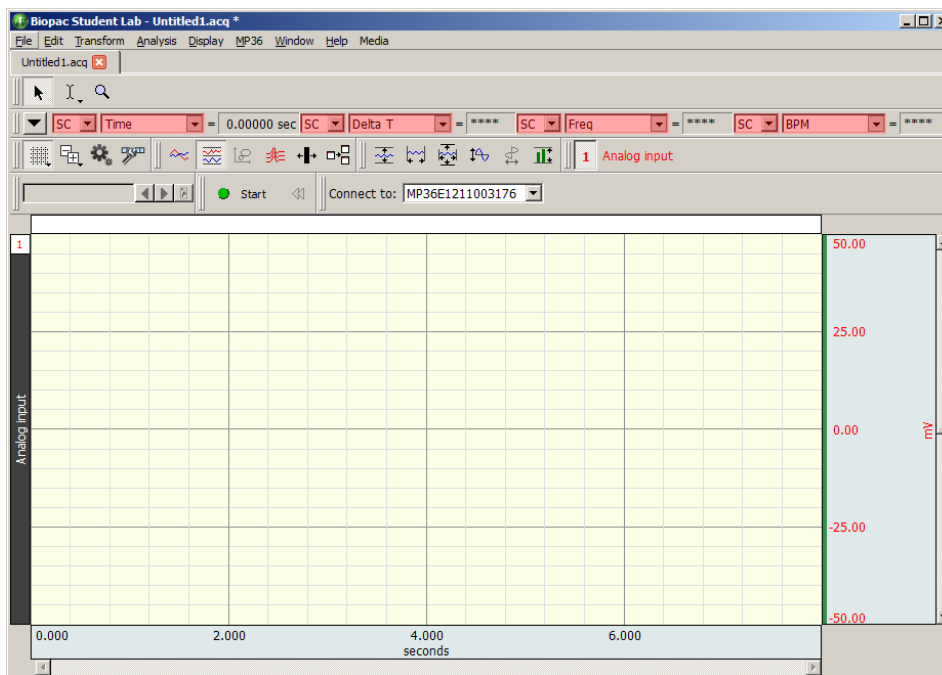 Biopac Student Lab - Untitled1.acq *
File Edit Transform Analysis Display MP36 Window Help Media
Untitled1.acq
SC Time = 0.00000 sec SC Delta T = **** SC Freq = **** SC BPM = ****
1 Analog input
Start Connect to: MP36E1211003176
1
50.00
25.00
0.00
-25.00
-50.00
mV
Analog input
0.000 2.000 4.000 6.000
seconds